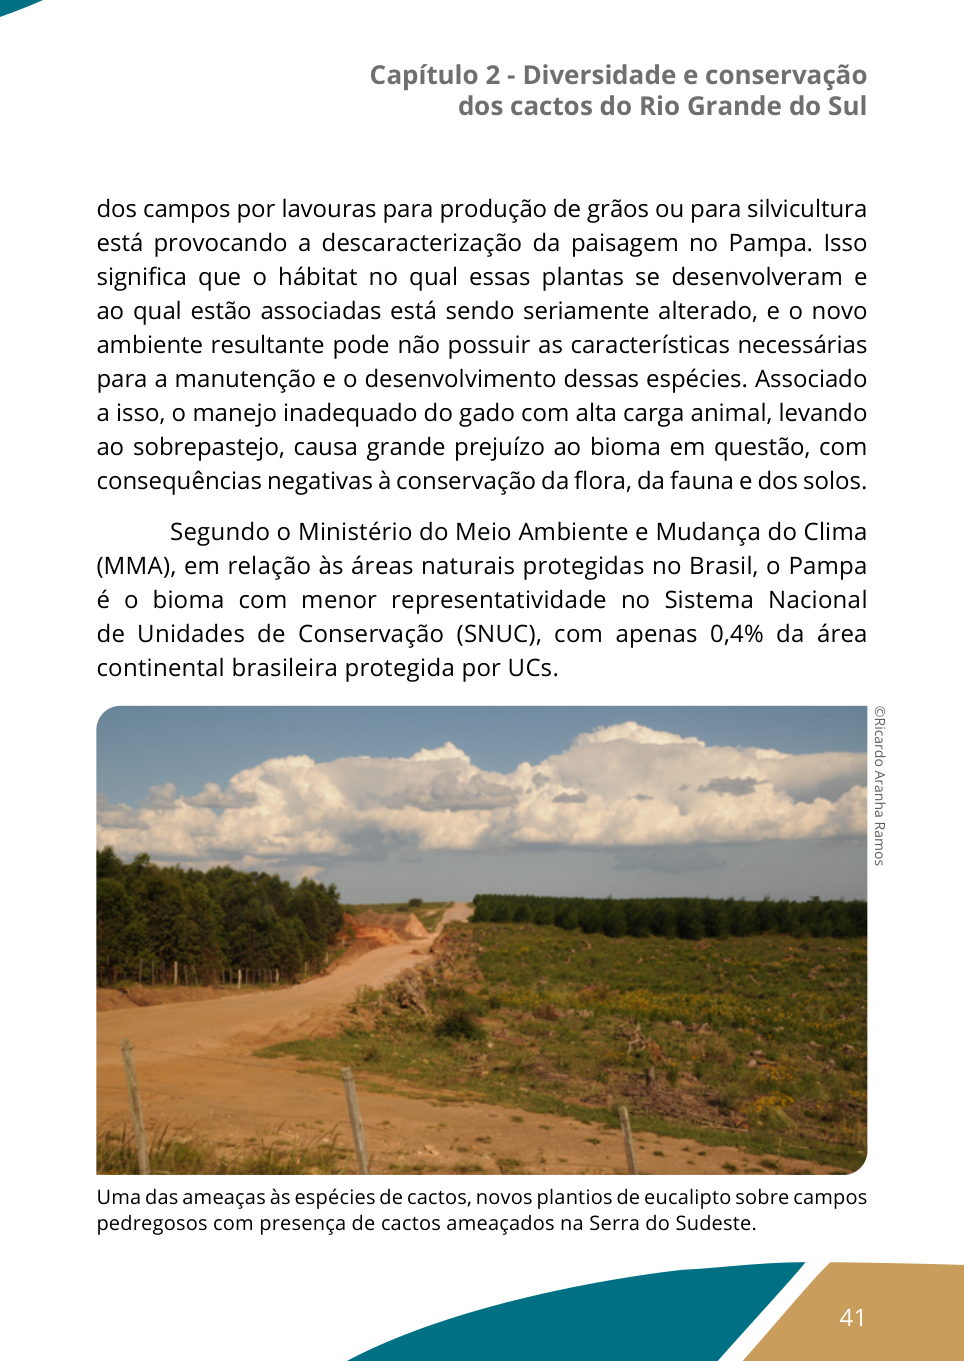 Capítulo 2 - Diversidade e conservação
dos cactos do Rio Grande do Sul
dos campos por lavouras para produção de grãos ou para silvicultura
está provocando a descaracterização da paisagem no Pampa. Isso
significa que o hábitat no qual essas plantas se desenvolveram e
ao qual estão associadas está sendo seriamente alterado, e o novo
ambiente resultante pode não possuir as características necessárias
para a manutenção e o desenvolvimento dessas espécies. Associado
a isso, o manejo inadequado do gado com alta carga animal, levando
ao sobrepastejo, causa grande prejuízo ao bioma em questão, com
consequências negativas à conservação da flora, da fauna e dos solos.
Segundo o Ministério do Meio Ambiente e Mudança do Clima
(MMA), em relação às áreas naturais protegidas no Brasil, o Pampa
é o bioma com menor representatividade no Sistema Nacional
de Unidades de Conservação (SNUC), com apenas 0,4% da área
continental brasileira protegida por UCs.
©Ricardo Aranha Ramos
Uma das ameaças às espécies de cactos, novos plantios de eucalipto sobre campos
pedregosos com presença de cactos ameaçados na Serra do Sudeste.
41